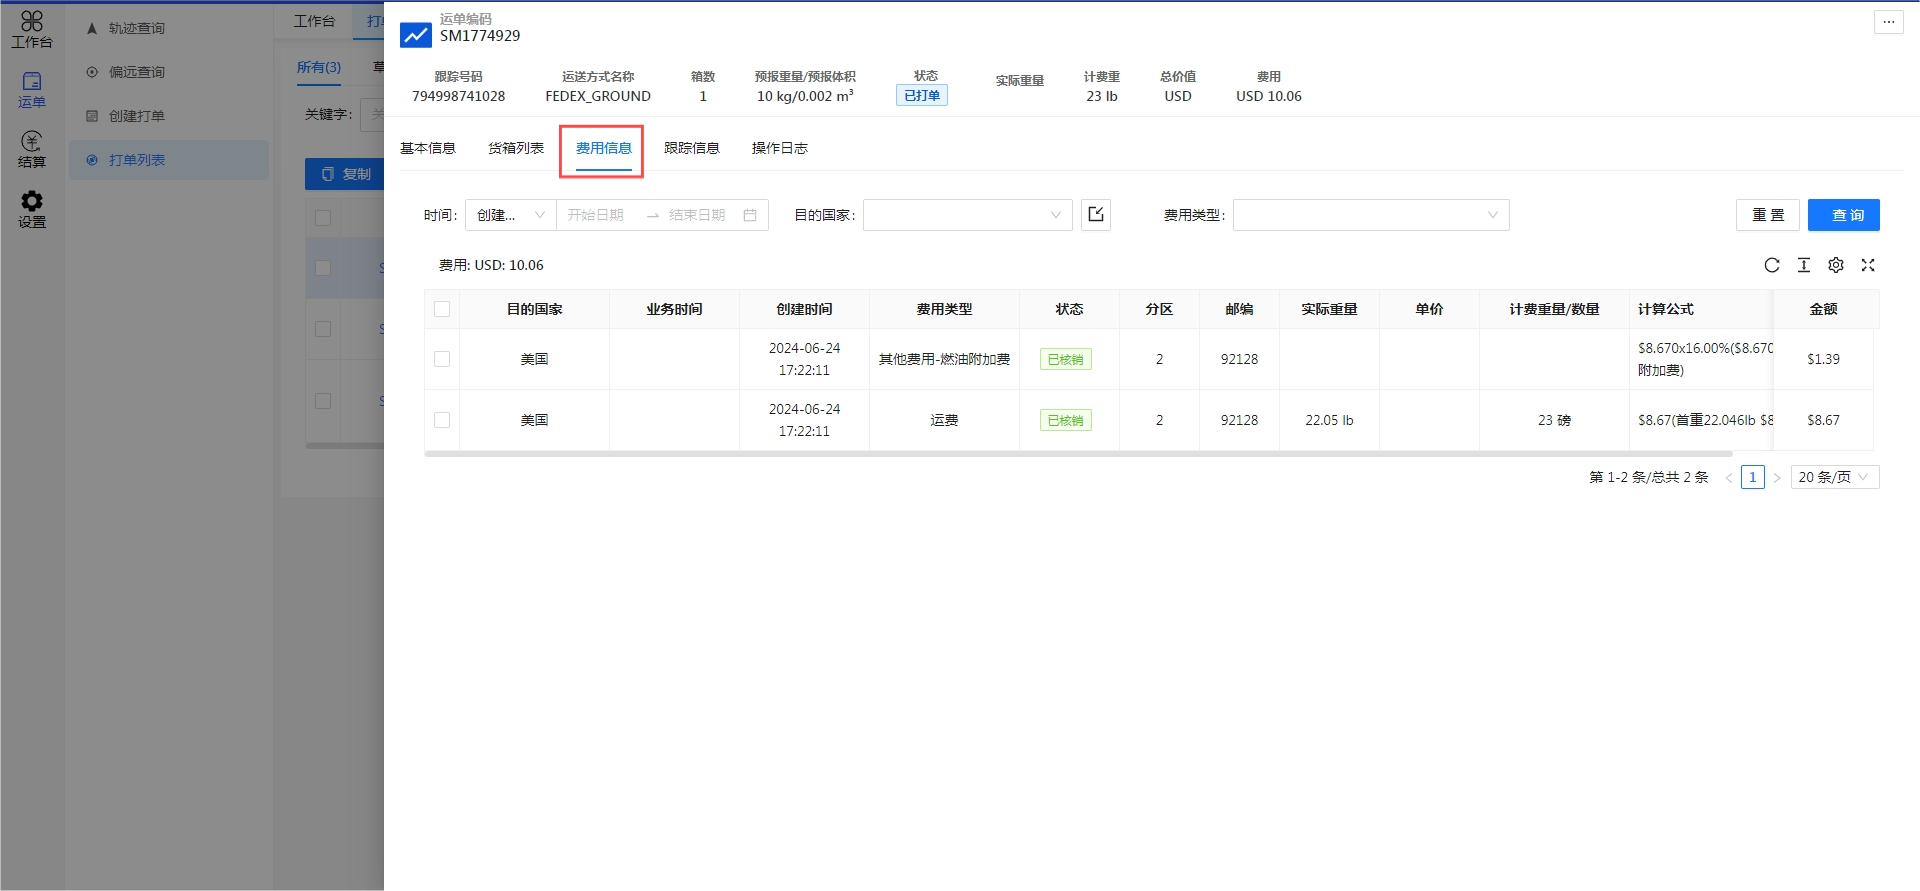 工作台
运单
结算
设置
轨迹查询
偏远查询
创建打单
打单列表
工作台
所有(3)
关键字:
复制
运单编码
SM1774929
···
跟踪号码 运送方式名称 箱数 预报重量/预报体积 状态 实际重量 计费重 总价值 费用
794998741028 FEDEX_GROUND 1 10 kg/0.002 m³ 已打单 23 lb USD USD 10.06
基本信息 货箱列表 费用信息 跟踪信息 操作日志
时间: 创建... 开始日期 → 结束日期 目的国家: 费用类型: 重 置 查 询
费用: USD: 10.06
目的国家 业务时间 创建时间 费用类型 状态 分区 邮编 实际重量 单价 计费重量/数量 计算公式 金额
美国 2024-06-24 17:22:11 其他费用-燃油附加费 已核销 2 92128 $8.670x16.00%($8.670 附加费) $1.39
美国 2024-06-24 17:22:11 运费 已核销 2 92128 22.05 lb 23 磅 $8.67(首重22.046lb $8 $8.67
第 1-2 条/总共 2 条 < 1 > 20 条/页